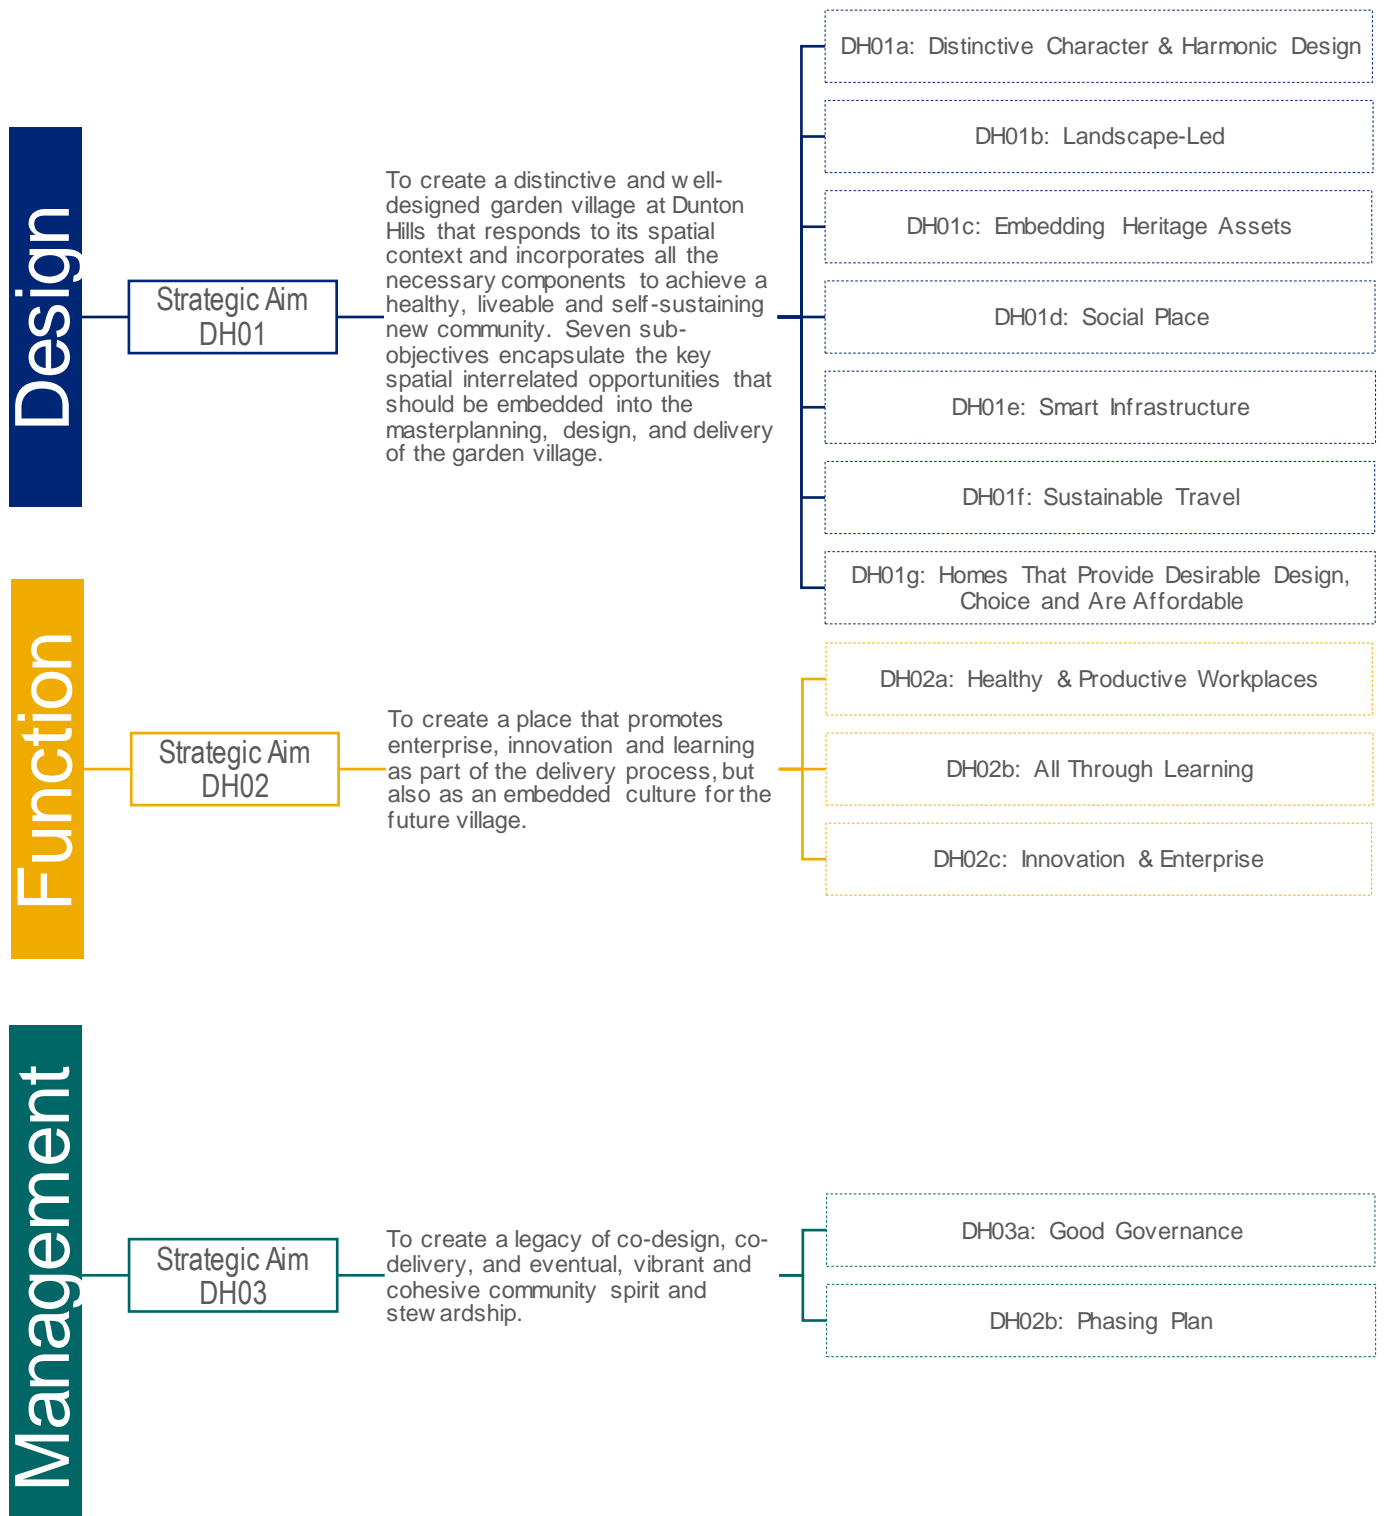 Design
Strategic Aim
DH01
To create a distinctive and well-
designed garden village at Dunton
Hills that responds to its spatial
context and incorporates all the
necessary components to achieve a
healthy, liveable and self-sustaining
new community. Seven sub-
objectives encapsulate the key
spatial interrelated opportunities that
should be embedded into the
masterplanning, design, and delivery
of the garden village.
DH01a: Distinctive Character & Harmonic Design
DH01b: Landscape-Led
DH01c: Embedding Heritage Assets
DH01d: Social Place
DH01e: Smart Infrastructure
DH01f: Sustainable Travel
DH01g: Homes That Provide Desirable Design,
Choice and Are Affordable
Function
Strategic Aim
DH02
To create a place that promotes
enterprise, innovation and learning
as part of the delivery process, but
also as an embedded culture for the
future village.
DH02a: Healthy & Productive Workplaces
DH02b: All Through Learning
DH02c: Innovation & Enterprise
Management
Strategic Aim
DH03
To create a legacy of co-design, co-
delivery, and eventual, vibrant and
cohesive community spirit and
stewardship.
DH03a: Good Governance
DH02b: Phasing Plan